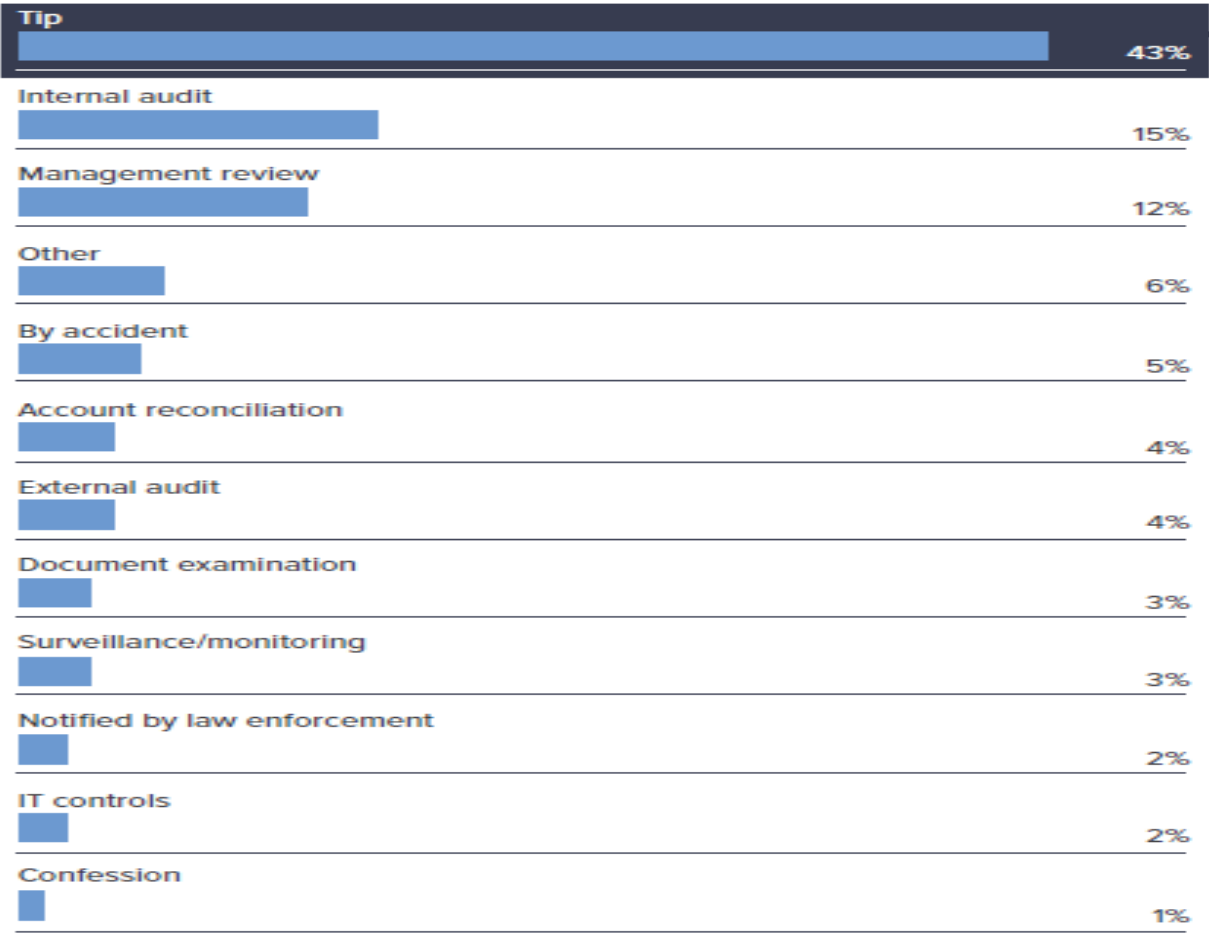 Tip
43%
Internal audit
15%
Management review
12%
Other
6%
By accident
5%
Account reconciliation
4%
External audit
4%
Document examination
3%
Surveillance/monitoring
3%
Notified by law enforcement
2%
IT controls
2%
Confession
1%